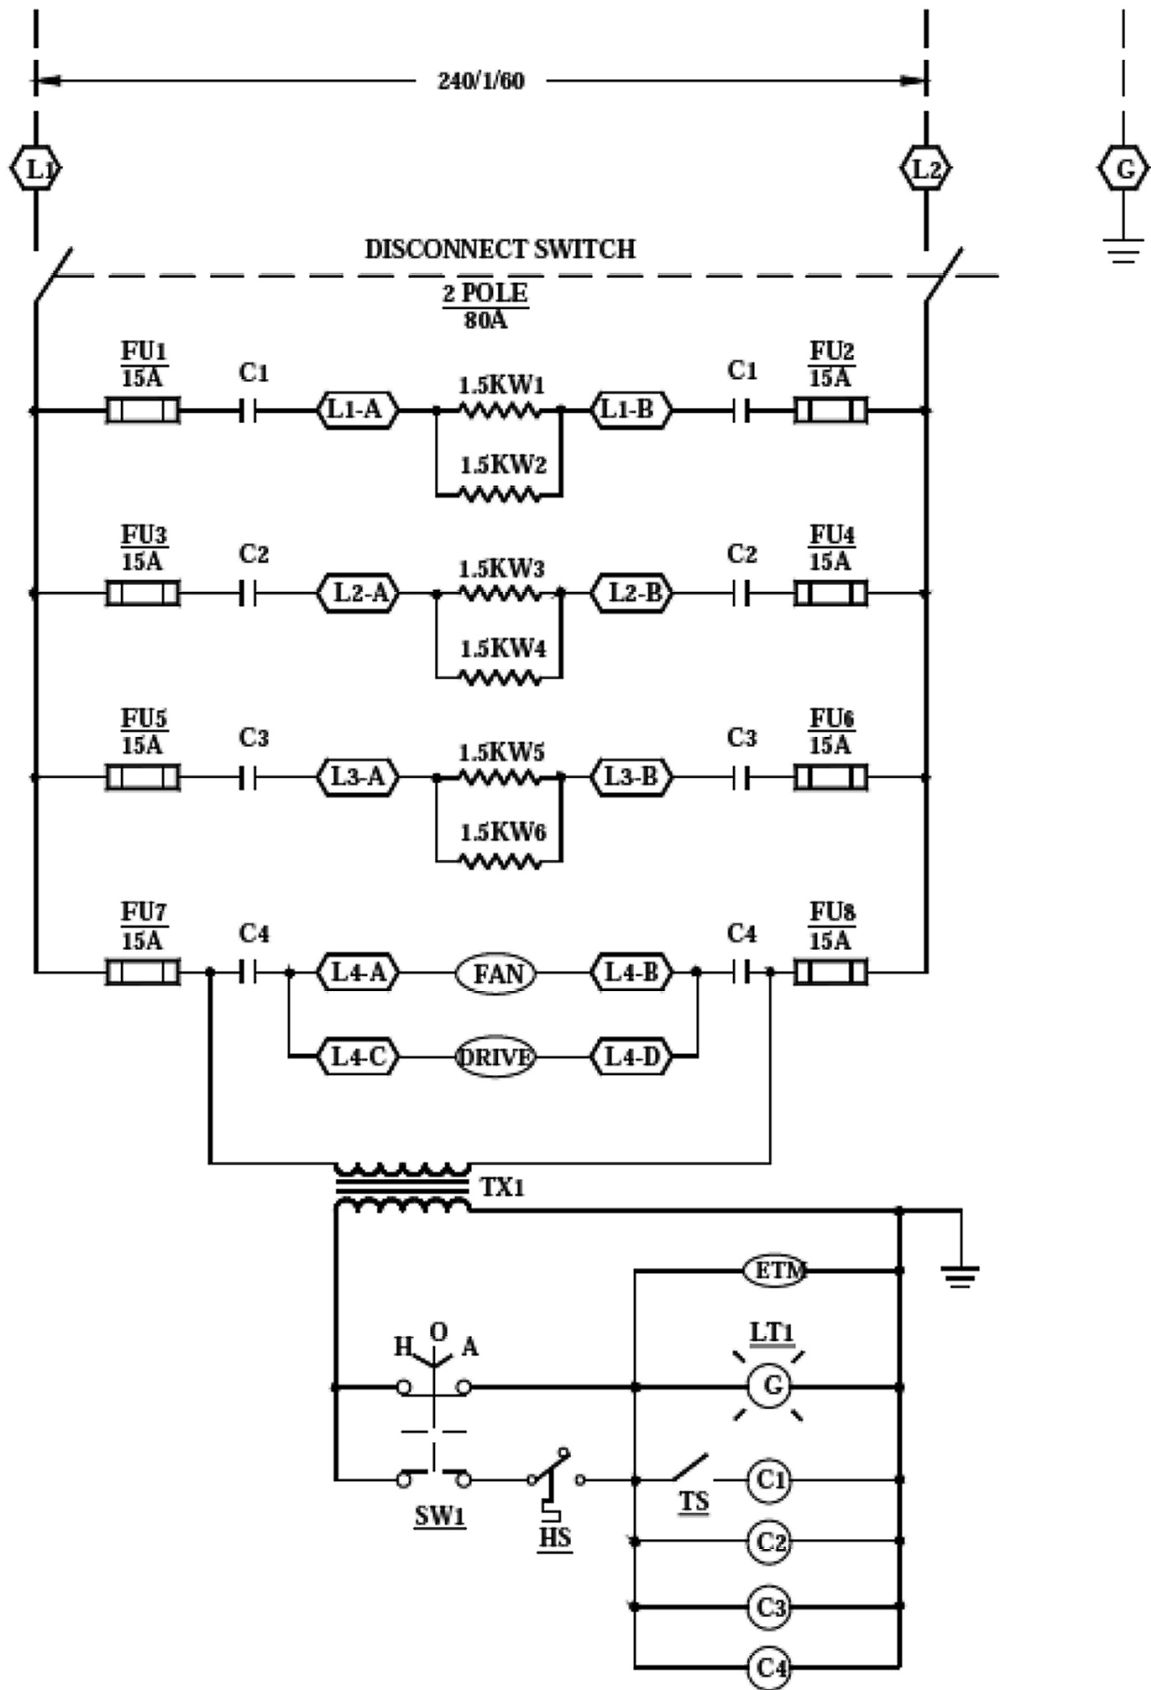 240/1/60
L1
L2
G
DISCONNECT SWITCH
2 POLE
80A
FU1
15A
C1
1.5KW1
C1
FU2
15A
L1-A
L1-B
1.5KW2
FU3
15A
C2
1.5KW3
C2
FU4
15A
L2-A
L2-B
1.5KW4
FU5
15A
C3
1.5KW5
C3
FU6
15A
L3-A
L3-B
1.5KW6
FU7
15A
C4
C4
FU8
15A
L4-A
FAN
L4-B
L4-C
DRIVE
L4-D
TX1
ETM
LT1
H
O
A
G
SW1
HS
TS
C1
C2
C3
C4